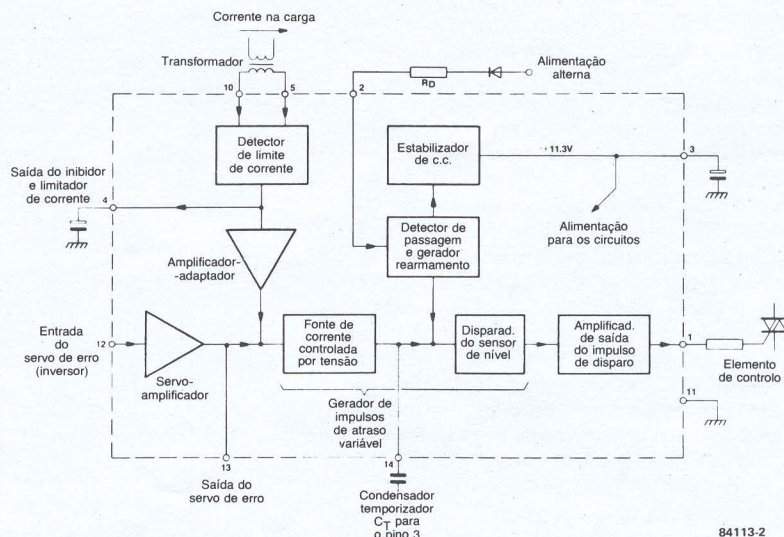 Corrente na carga
Transformador
Alimentação
alterna
R_D
10
5
2
Detector
de limite
de corrente
Estabilizador
de c.c.
11.3V
3
Saída do inibidor
e limitador
de corrente
4
Alimentação
para os circuitos
Detector de
passagem
e gerador
rearmamento
Amplificador-
-adaptador
Entrada
do
servo de erro
(inversor)
12
Servo-
amplificador
Fonte de
corrente
controlada
por tensão
Disparad.
do sensor
de nível
Amplificad.
de saída
do impulso
de disparo
1
Elemento
de controlo
11
Gerador de
impulsos
de atraso
variável
13
14
Saída do
servo de erro
Condensador
temporizador
C_T para
o pino 3
84113-2